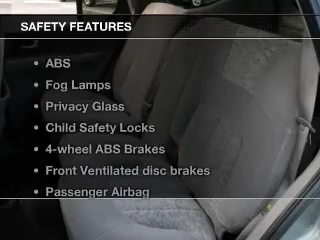 SAFETY FEATURES
• ABS
• Fog Lamps
• Privacy Glass
• Child Safety Locks
• 4-wheel ABS Brakes
• Front Ventilated disc brakes
• Passenger Airbag